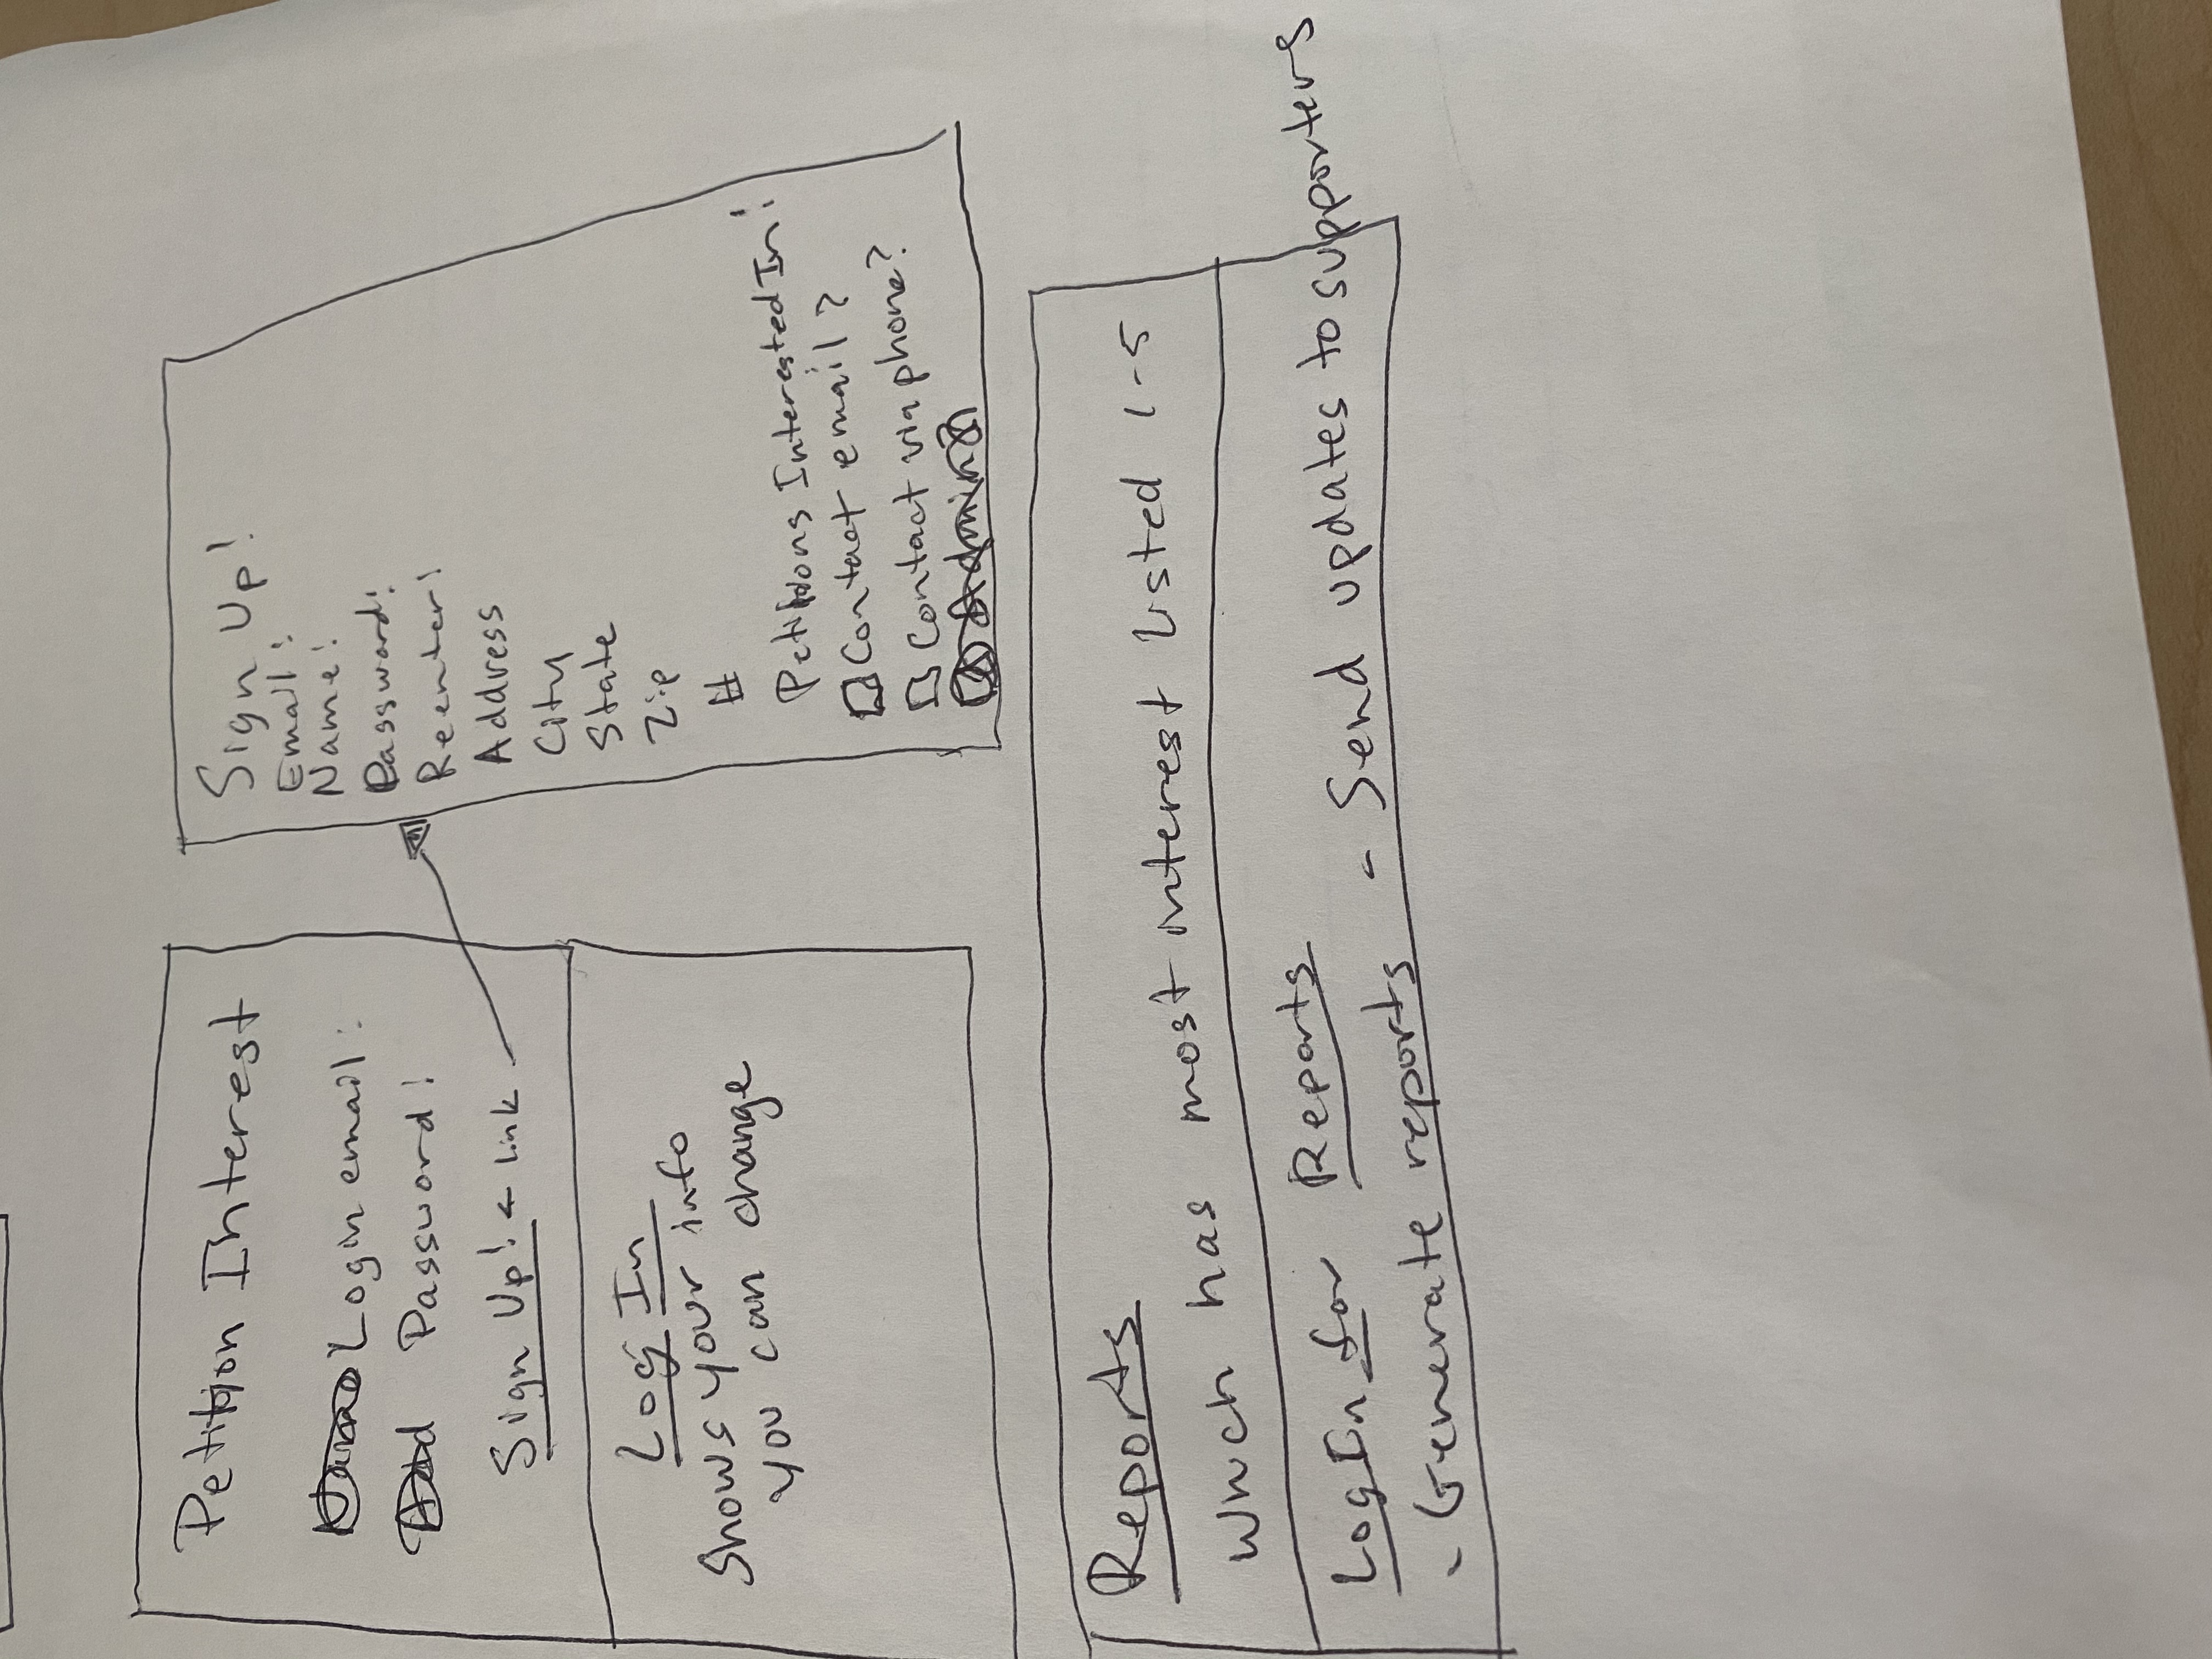 Petition Interest
Login email:
Password:
Sign Up! ← Link
Log In
Shows your info
you can change
Sign Up!
Email:
Name:
Password:
Reenter:
Address
City
State
Zip
#
Petitions Interested In:
Contact email?
Contact via phone?
Admin?
Reports
Which has most interest listed 1-5
LogIn for Reports
- Generate reports - Send updates to supporters